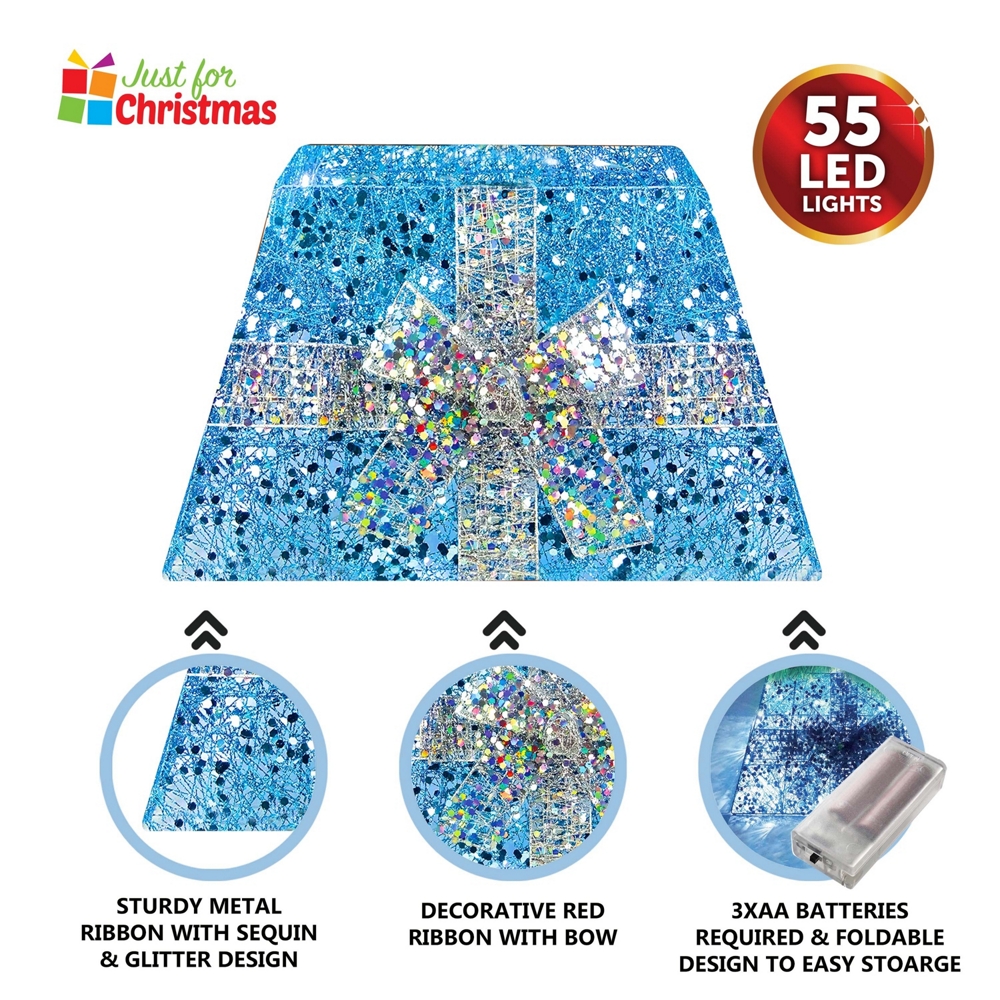 Just for
Christmas
55
LED
LIGHTS
STURDY METAL
RIBBON WITH SEQUIN
& GLITTER DESIGN
DECORATIVE RED
RIBBON WITH BOW
3XAA BATTERIES
REQUIRED & FOLDABLE
DESIGN TO EASY STOARGE